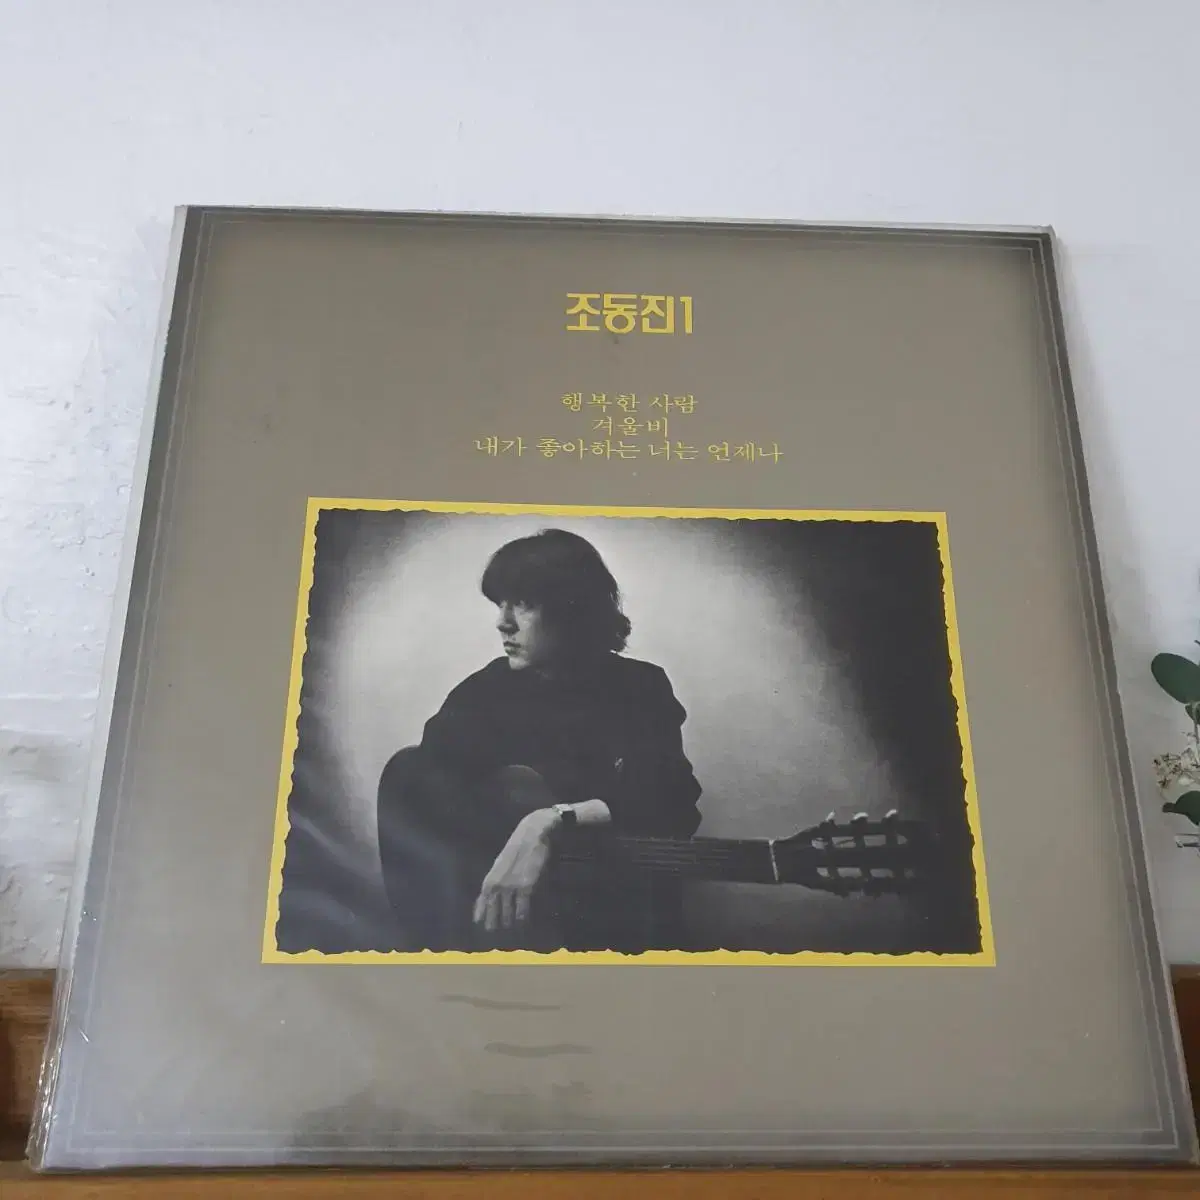 조동진1
행복한 사람
겨울비
내가 좋아하는 너는 언제나